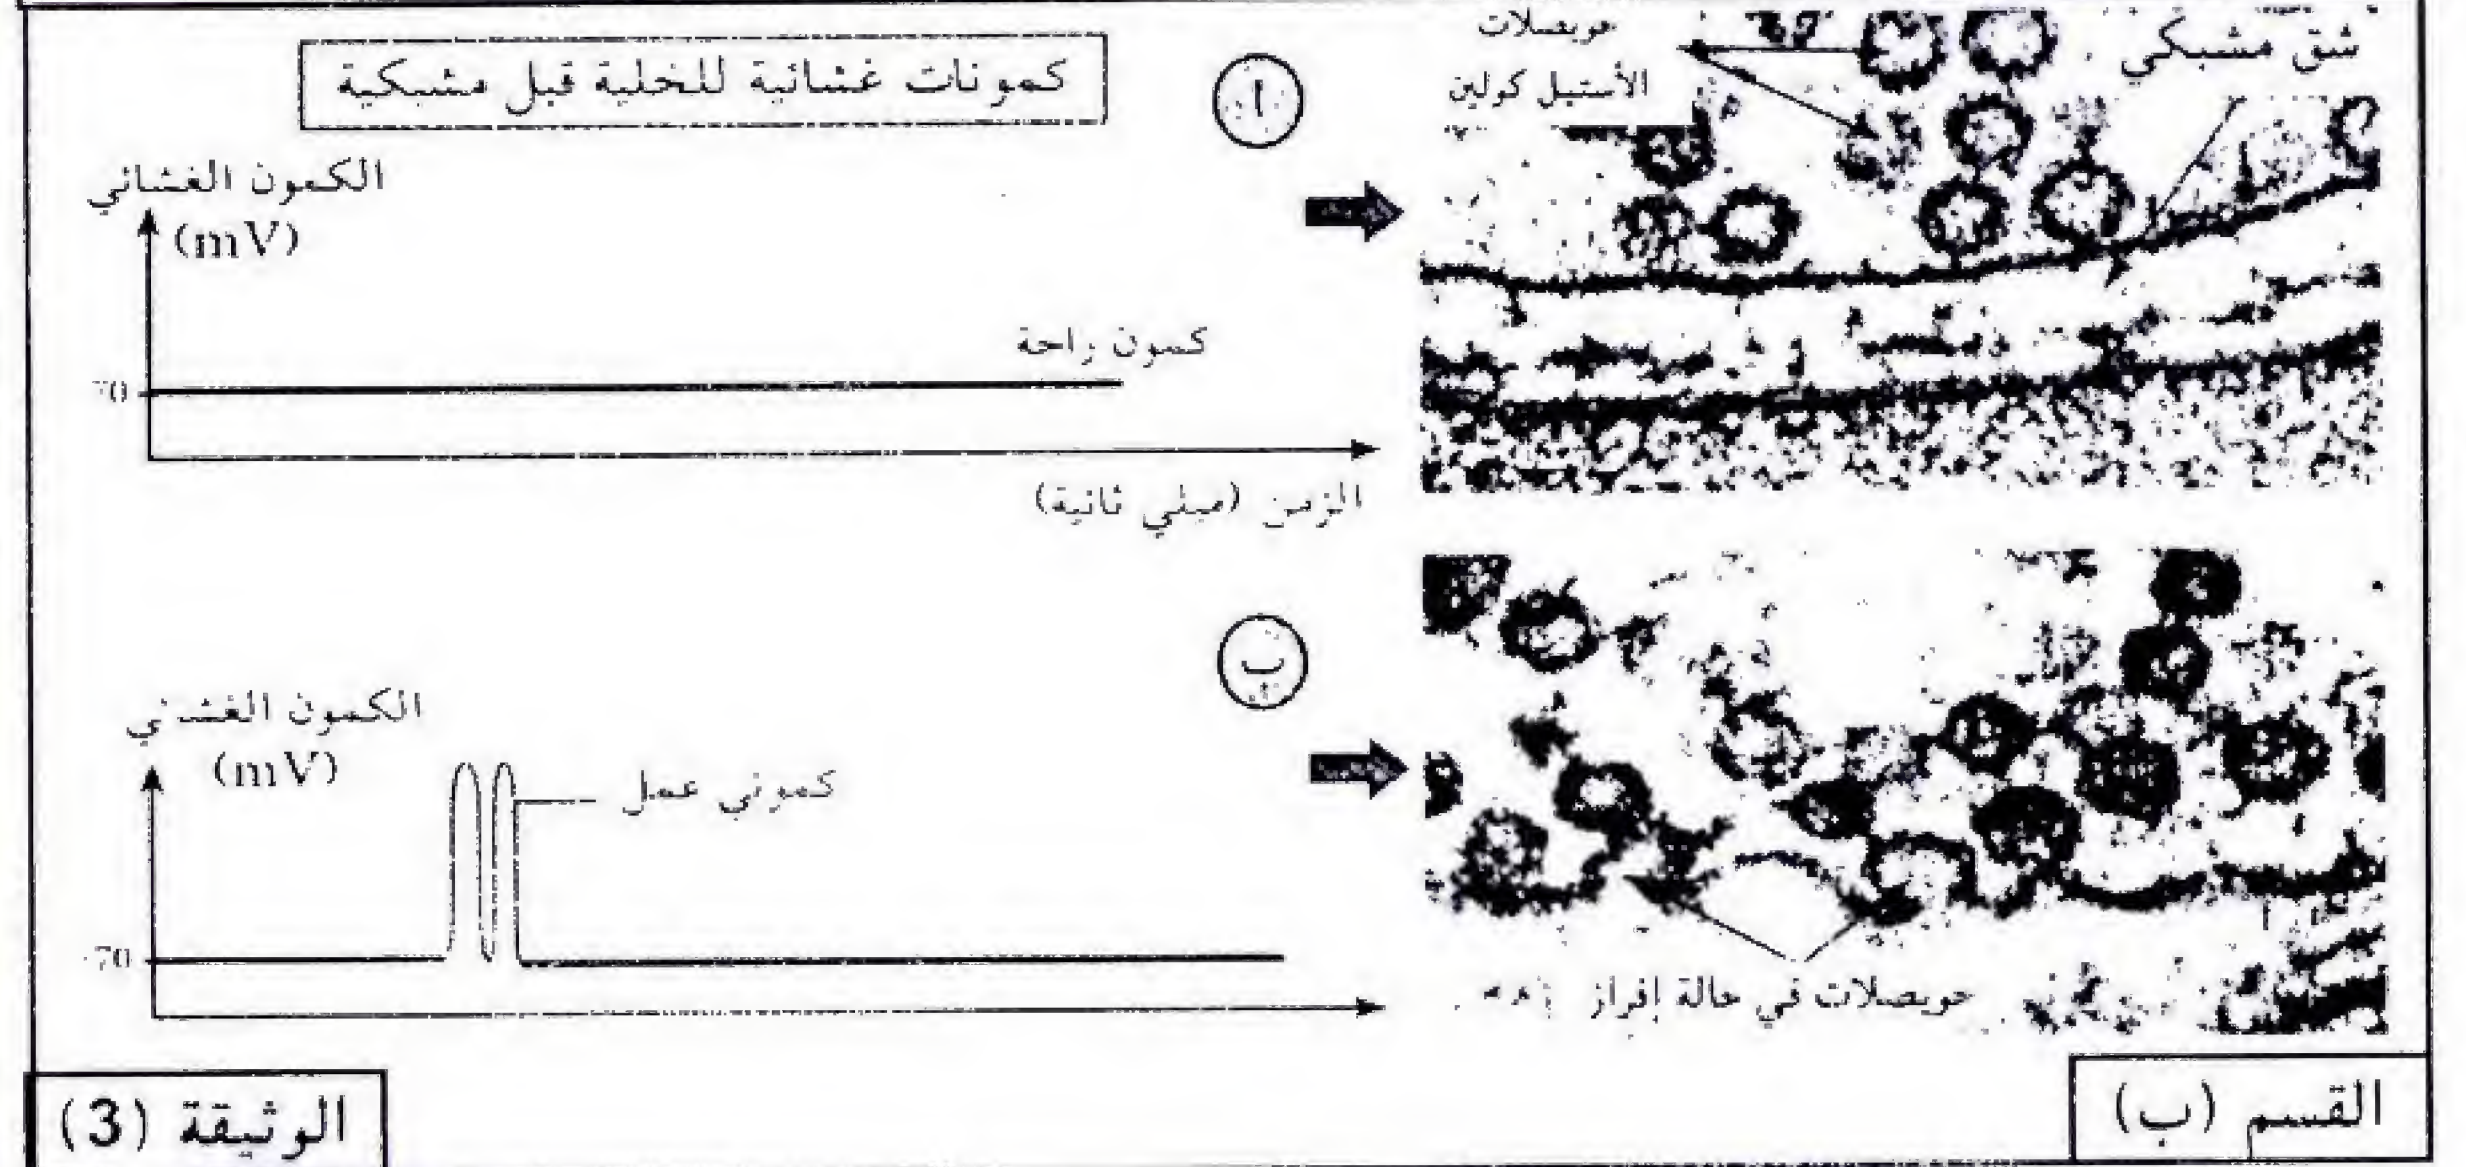 كمونات غشائية للخلية قبل مشبكية
أ
حويصلات
الأستيل كولين
شق مشبكي
الكمون الغشائي
(mV)
كمون راحة
-70
الزمن (ميلي ثانية)
ب
الكمون الغشائي
(mV)
كموني عمل
-70
حويصلات في حالة إفراز
القسم (ب)
الوثيقة (3)